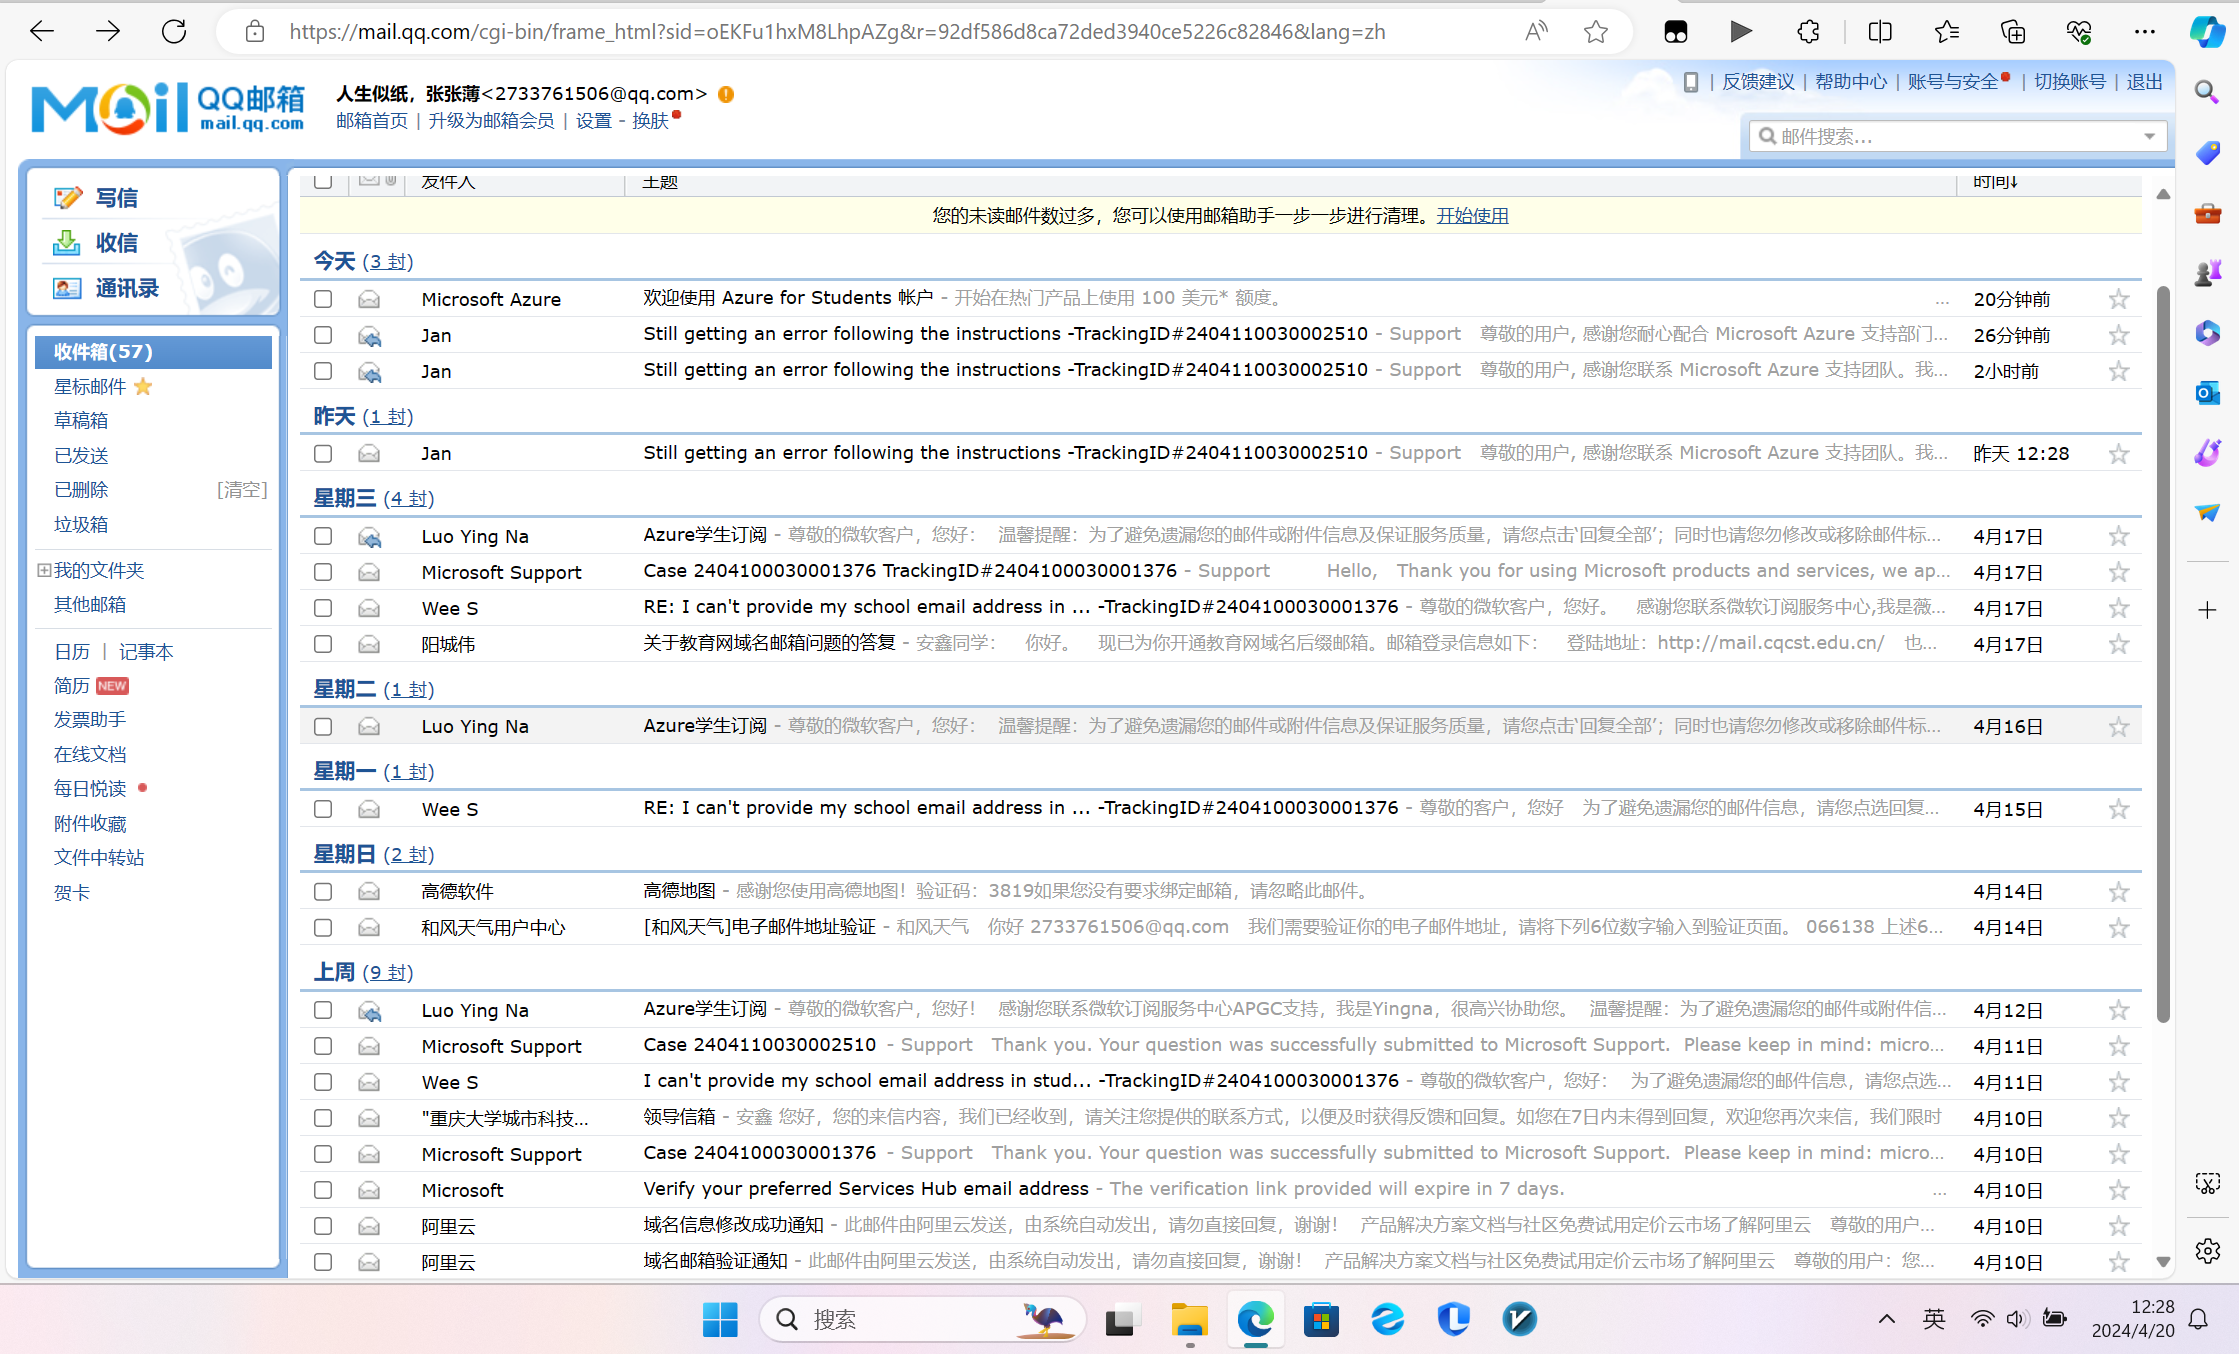 https://mail.qq.com/cgi-bin/frame_html?sid=oEKFu1hxM8LhpAZg&r=92df586d8ca72ded3940ce5226c82846&lang=zh
Mail QQ邮箱 mail.qq.com
人生似纸，张张薄<2733761506@qq.com>
邮箱首页 | 升级为邮箱会员 | 设置 - 换肤
| 反馈建议 | 帮助中心 | 账号与安全 | 切换账号 | 退出
邮件搜索...
写信
收信
通讯录
收件箱(57)
星标邮件
草稿箱
已发送
已删除 [清空]
垃圾箱
我的文件夹
其他邮箱
日历 | 记事本
简历 NEW
发票助手
在线文档
每日悦读
附件收藏
文件中转站
贺卡
发件人 主题 时间↓
您的未读邮件数过多，您可以使用邮箱助手一步一步进行清理。开始使用
今天 (3 封)
Microsoft Azure 欢迎使用 Azure for Students 帐户 - 开始在热门产品上使用 100 美元* 额度。 ... 20分钟前
Jan Still getting an error following the instructions -TrackingID#2404110030002510 - Support 尊敬的用户, 感谢您耐心配合 Microsoft Azure 支持部门... 26分钟前
Jan Still getting an error following the instructions -TrackingID#2404110030002510 - Support 尊敬的用户, 感谢您联系 Microsoft Azure 支持团队。我... 2小时前
昨天 (1 封)
Jan Still getting an error following the instructions -TrackingID#2404110030002510 - Support 尊敬的用户, 感谢您联系 Microsoft Azure 支持团队。我... 昨天 12:28
星期三 (4 封)
Luo Ying Na Azure学生订阅 - 尊敬的微软客户，您好： 温馨提醒：为了避免遗漏您的邮件或附件信息及保证服务质量，请您点击‘回复全部’；同时也请您勿修改或移除邮件标... 4月17日
Microsoft Support Case 2404100030001376 TrackingID#2404100030001376 - Support Hello, Thank you for using Microsoft products and services, we ap... 4月17日
Wee S RE: I can't provide my school email address in ... -TrackingID#2404100030001376 - 尊敬的微软客户，您好。 感谢您联系微软订阅服务中心,我是薇... 4月17日
阳城伟 关于教育网域名邮箱问题的答复 - 安鑫同学： 你好。 现已为你开通教育网域名后缀邮箱。邮箱登录信息如下： 登陆地址：http://mail.cqcst.edu.cn/ 也... 4月17日
星期二 (1 封)
Luo Ying Na Azure学生订阅 - 尊敬的微软客户，您好： 温馨提醒：为了避免遗漏您的邮件或附件信息及保证服务质量，请您点击‘回复全部’；同时也请您勿修改或移除邮件标... 4月16日
星期一 (1 封)
Wee S RE: I can't provide my school email address in ... -TrackingID#2404100030001376 - 尊敬的客户，您好 为了避免遗漏您的邮件信息，请您点选回复... 4月15日
星期日 (2 封)
高德软件 高德地图 - 感谢您使用高德地图！验证码：3819如果您没有要求绑定邮箱，请忽略此邮件。 4月14日
和风天气用户中心 [和风天气]电子邮件地址验证 - 和风天气 你好 2733761506@qq.com 我们需要验证你的电子邮件地址，请将下列6位数字输入到验证页面。 066138 上述6... 4月14日
上周 (9 封)
Luo Ying Na Azure学生订阅 - 尊敬的微软客户，您好！ 感谢您联系微软订阅服务中心APGC支持，我是Yingna，很高兴协助您。 温馨提醒：为了避免遗漏您的邮件或附件信... 4月12日
Microsoft Support Case 2404110030002510 - Support Thank you. Your question was successfully submitted to Microsoft Support. Please keep in mind: micro... 4月11日
Wee S I can't provide my school email address in stud... -TrackingID#2404100030001376 - 尊敬的微软客户，您好： 为了避免遗漏您的邮件信息，请您点选... 4月11日
"重庆大学城市科技... 领导信箱 - 安鑫 您好，您的来信内容，我们已经收到，请关注您提供的联系方式，以便及时获得反馈和回复。如您在7日内未得到回复，欢迎您再次来信，我们限时 4月10日
Microsoft Support Case 2404100030001376 - Support Thank you. Your question was successfully submitted to Microsoft Support. Please keep in mind: micro... 4月10日
Microsoft Verify your preferred Services Hub email address - The verification link provided will expire in 7 days. ... 4月10日
阿里云 域名信息修改成功通知 - 此邮件由阿里云发送，由系统自动发出，请勿直接回复，谢谢！ 产品解决方案文档与社区免费试用定价云市场了解阿里云 尊敬的用户... 4月10日
阿里云 域名邮箱验证通知 - 此邮件由阿里云发送，由系统自动发出，请勿直接回复，谢谢！ 产品解决方案文档与社区免费试用定价云市场了解阿里云 尊敬的用户：您... 4月10日
搜索
英
12:28
2024/4/20